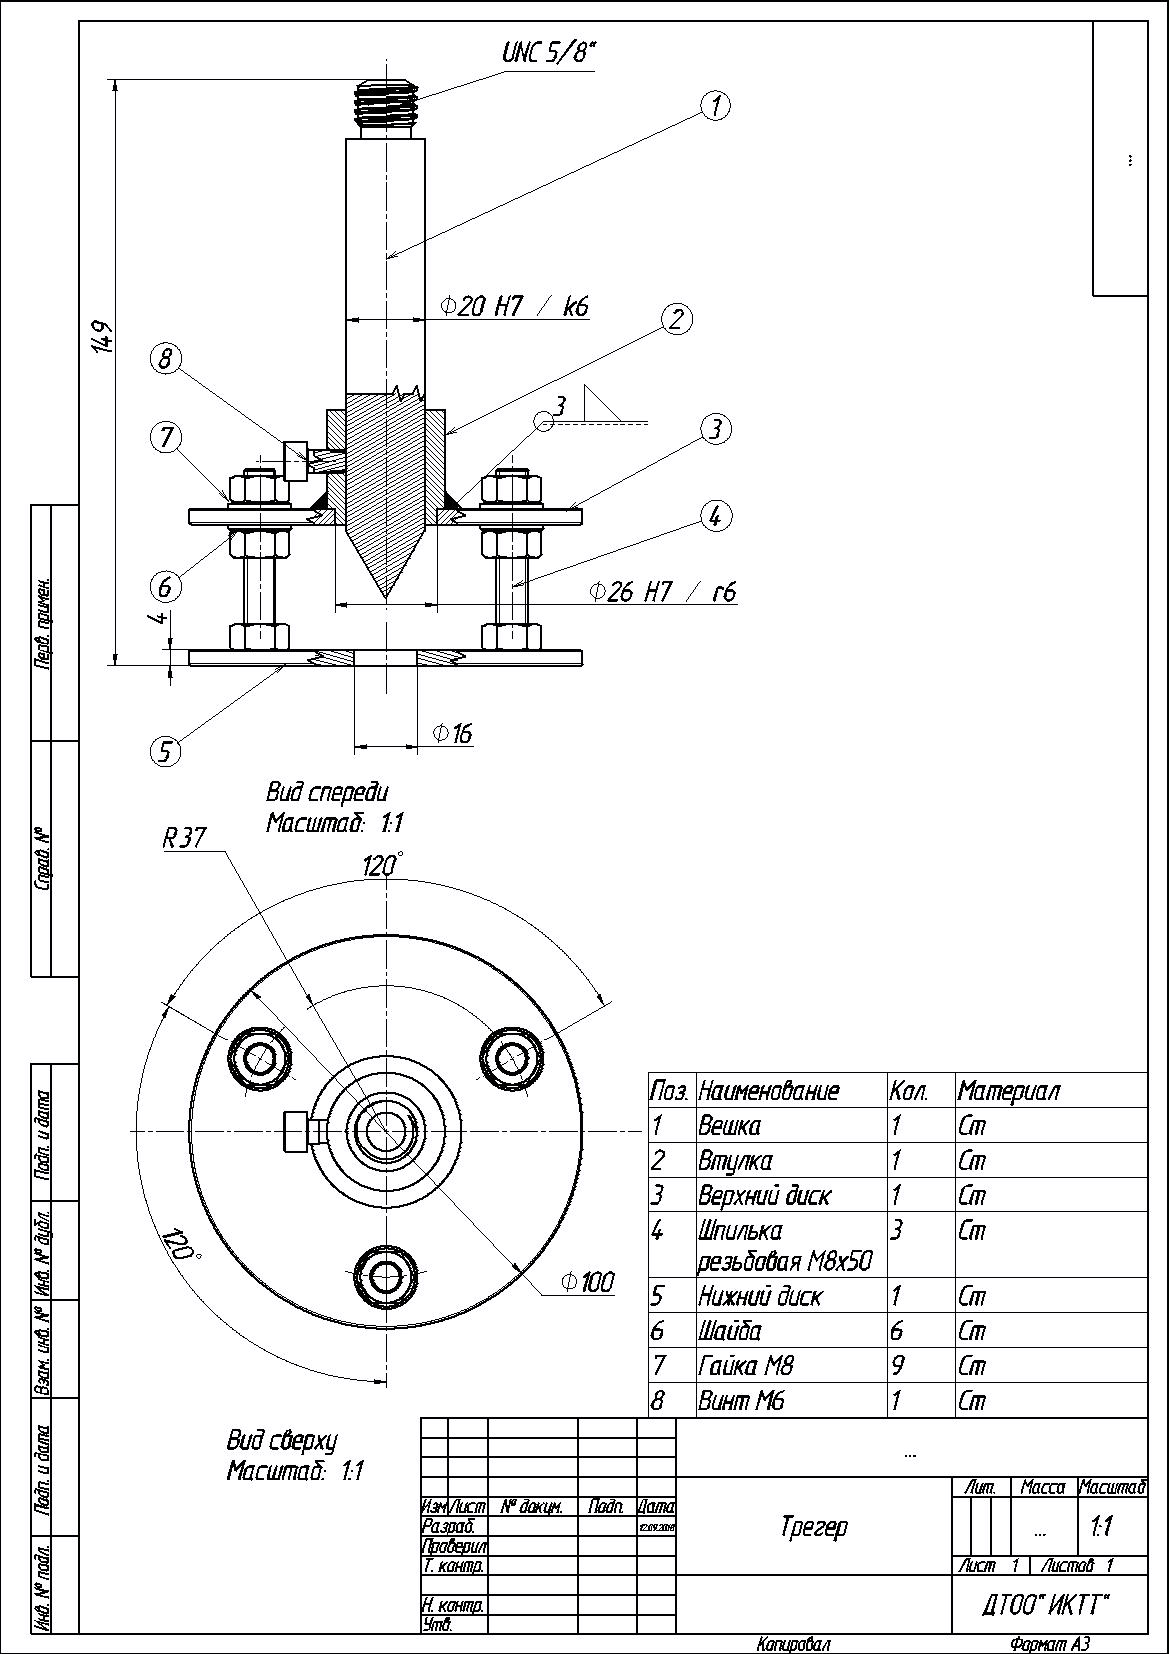 UNC 5/8"
1
...
149
⌀20 H7 / k6
2
8
3
7
3
4
6
⌀26 H7 / r6
4
5
⌀16
Вид спереди
Масштаб: 1:1
R37
120°
120°
⌀100
Вид сверху
Масштаб: 1:1
Перв. примен.
Справ. №
Подп. и дата
Инв. № дубл.
Взам. инв. №
Подп. и дата
Инв. № подл.
Поз. Наименование Кол. Материал
1 Вешка 1 Ст
2 Втулка 1 Ст
3 Верхний диск 1 Ст
4 Шпилька 3 Ст
резьбовая М8х50
5 Нижний диск 1 Ст
6 Шайба 6 Ст
7 Гайка М8 9 Ст
8 Винт М6 1 Ст
...
Изм Лист № докум. Подп. Дата
Разраб.
Проверил
Т. контр.
Н. контр.
Утв.
Трегер
Лит. Масса Масштаб
... 1:1
Лист 1 Листов 1
ДТОО" ИКТТ"
Копировал Формат А3